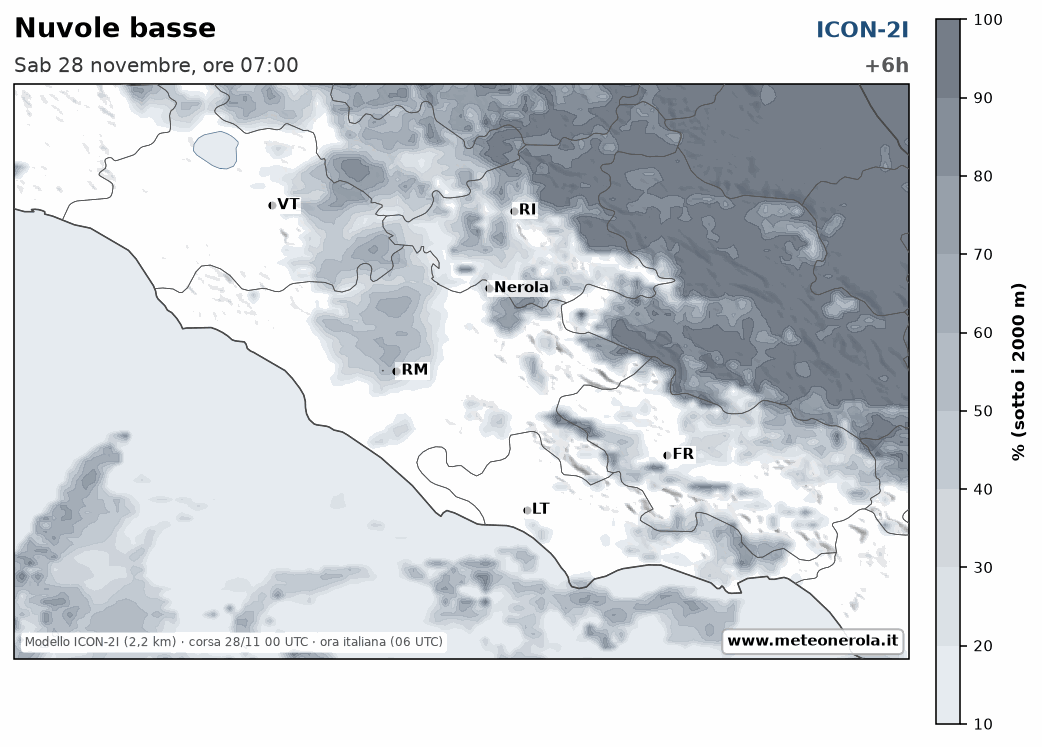 Nuvole basse
ICON-2I
Sab 28 novembre, ore 07:00
+6h
100
90
80
70
60
50
40
30
20
10
% (sotto i 2000 m)
VT
RI
Nerola
RM
FR
LT
Modello ICON-2I (2,2 km) · corsa 28/11 00 UTC · ora italiana (06 UTC)
www.meteonerola.it